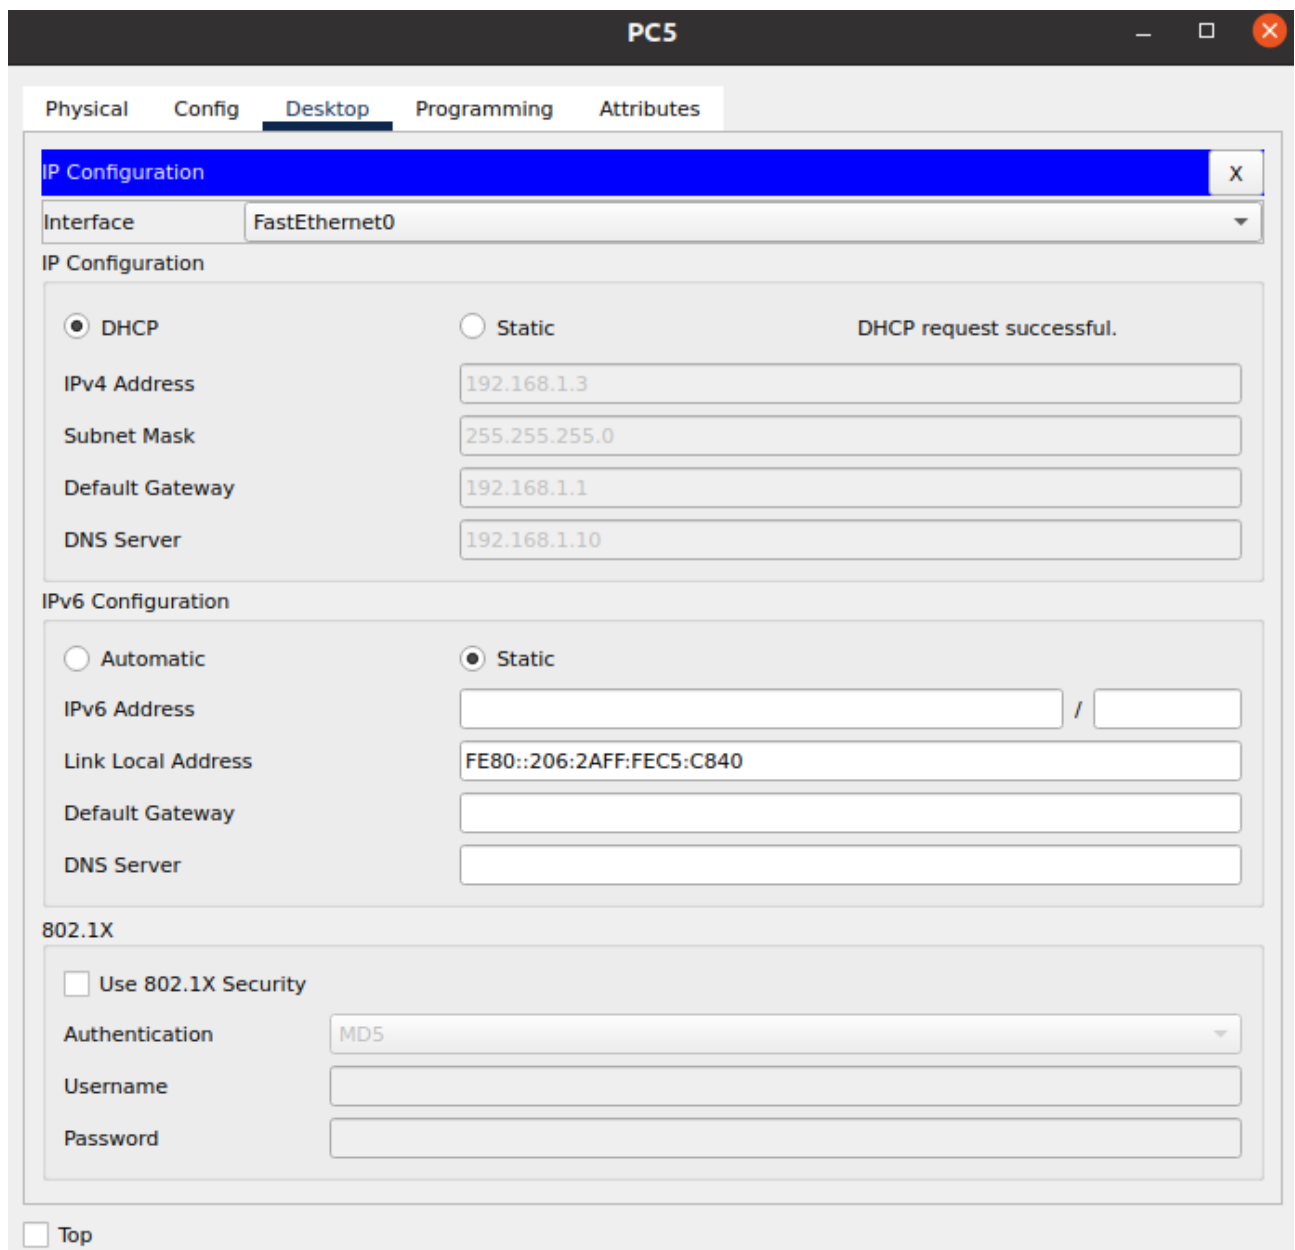 PC5
Physical Config Desktop Programming Attributes
IP Configuration X
Interface FastEthernet0
IP Configuration
DHCP Static DHCP request successful.
IPv4 Address 192.168.1.3
Subnet Mask 255.255.255.0
Default Gateway 192.168.1.1
DNS Server 192.168.1.10
IPv6 Configuration
Automatic Static
IPv6 Address /
Link Local Address FE80::206:2AFF:FEC5:C840
Default Gateway
DNS Server
802.1X
Use 802.1X Security
Authentication MD5
Username
Password
Top